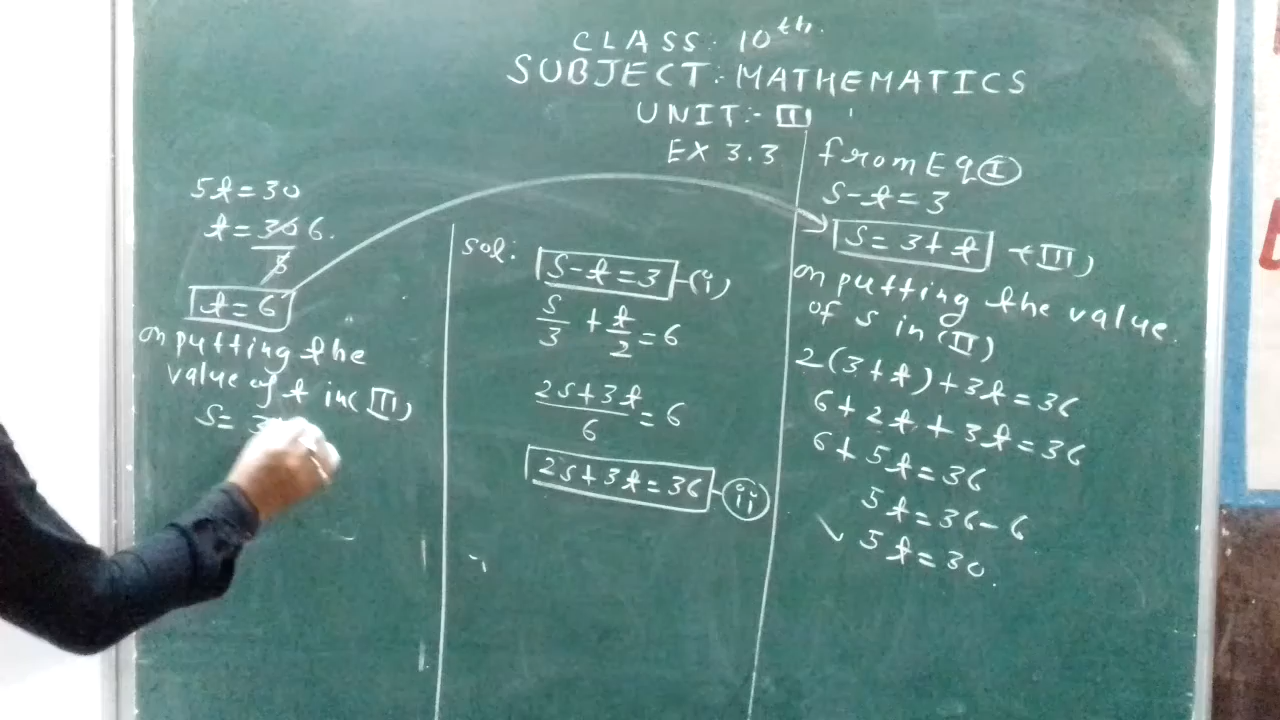 CLASS: 10th.
SUBJECT:- MATHEMATICS
UNIT:- III
EX 3.3
sol:
S-t=3 -(i)
S/3 + t/2 = 6
2s+3t/6 = 6
2s+3t=36 -(ii)
from Eq (I)
S-t=3
S=3+t -(III)
on putting the value
of s in (II)
2(3+t)+3t=36
6+2t+3t=36
6+5t=36
5t=36-6
5t=30.
5t=30
t=30/5 6.
t=6
on putting the
value of t in (III)
S=3